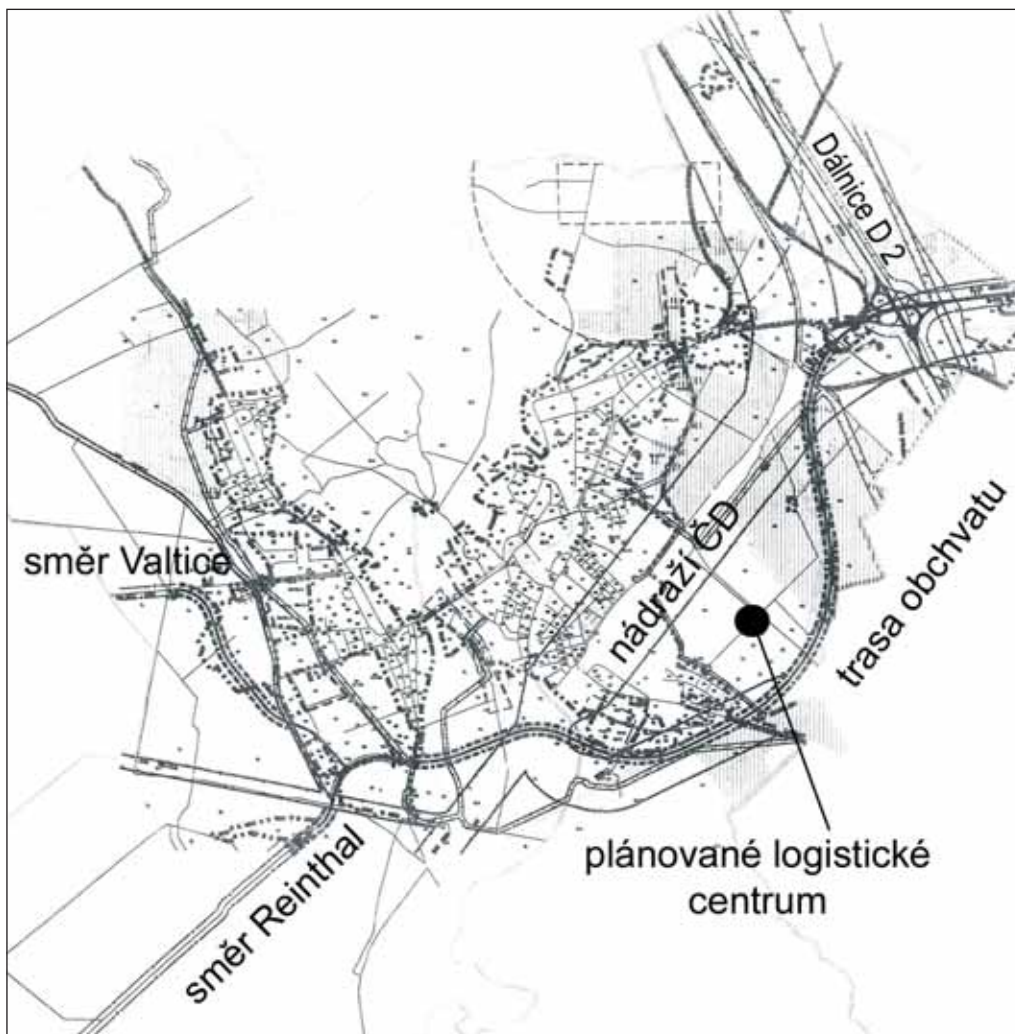 Dálnice D 2
směr Valtice
nádraží ČD
trasa obchvatu
plánované logistické
centrum
směr Reinthal